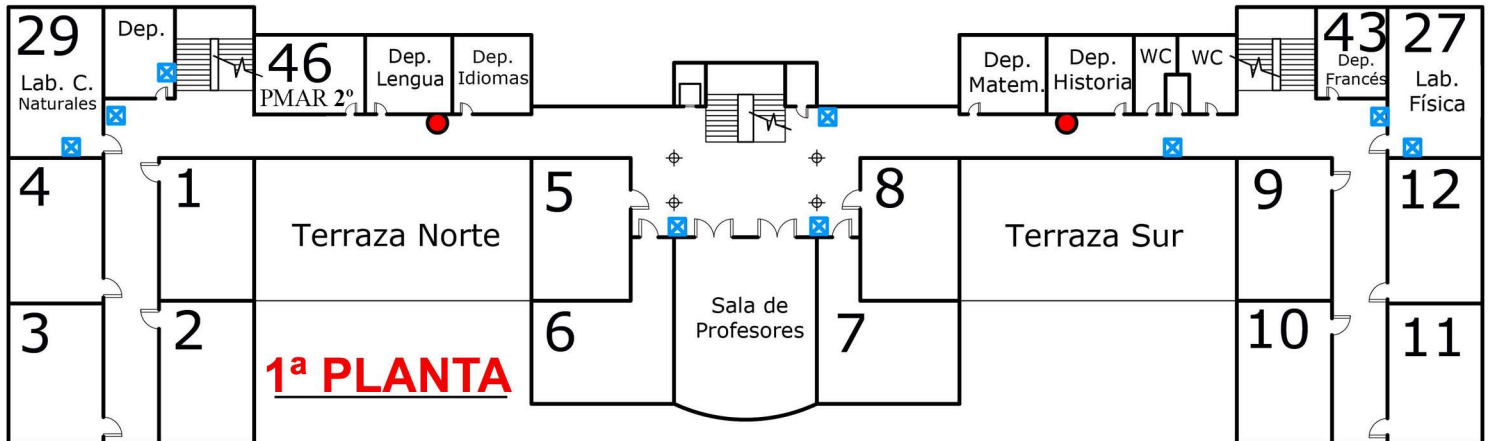 29
Lab. C.
Naturales
Dep.
46
PMAR 2º
Dep.
Lengua
Dep.
Idiomas
Dep.
Matem.
Dep.
Historia
WC
WC
43
Dep.
Francés
27
Lab.
Física
4
1
Terraza Norte
5
8
Terraza Sur
9
12
3
2
1ª PLANTA
6
Sala de
Profesores
7
10
11